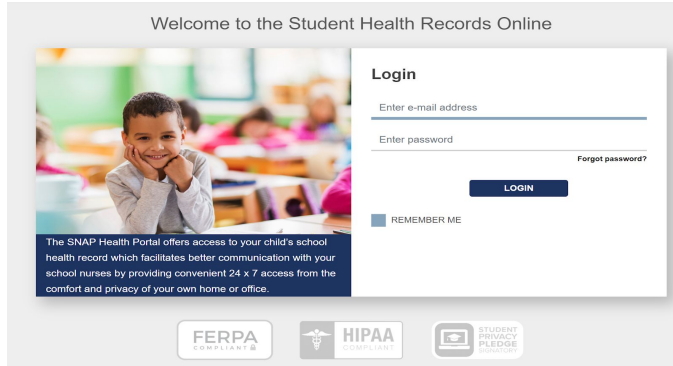 Welcome to the Student Health Records Online
The SNAP Health Portal offers access to your child's school
health record which facilitates better communication with your
school nurses by providing convenient 24 x 7 access from the
comfort and privacy of your own home or office.
Login
Enter e-mail address
Enter password
Forgot password?
LOGIN
REMEMBER ME
FERPA
COMPLIANT
HIPAA
COMPLIANT
STUDENT
PRIVACY
PLEDGE
SIGNATORY